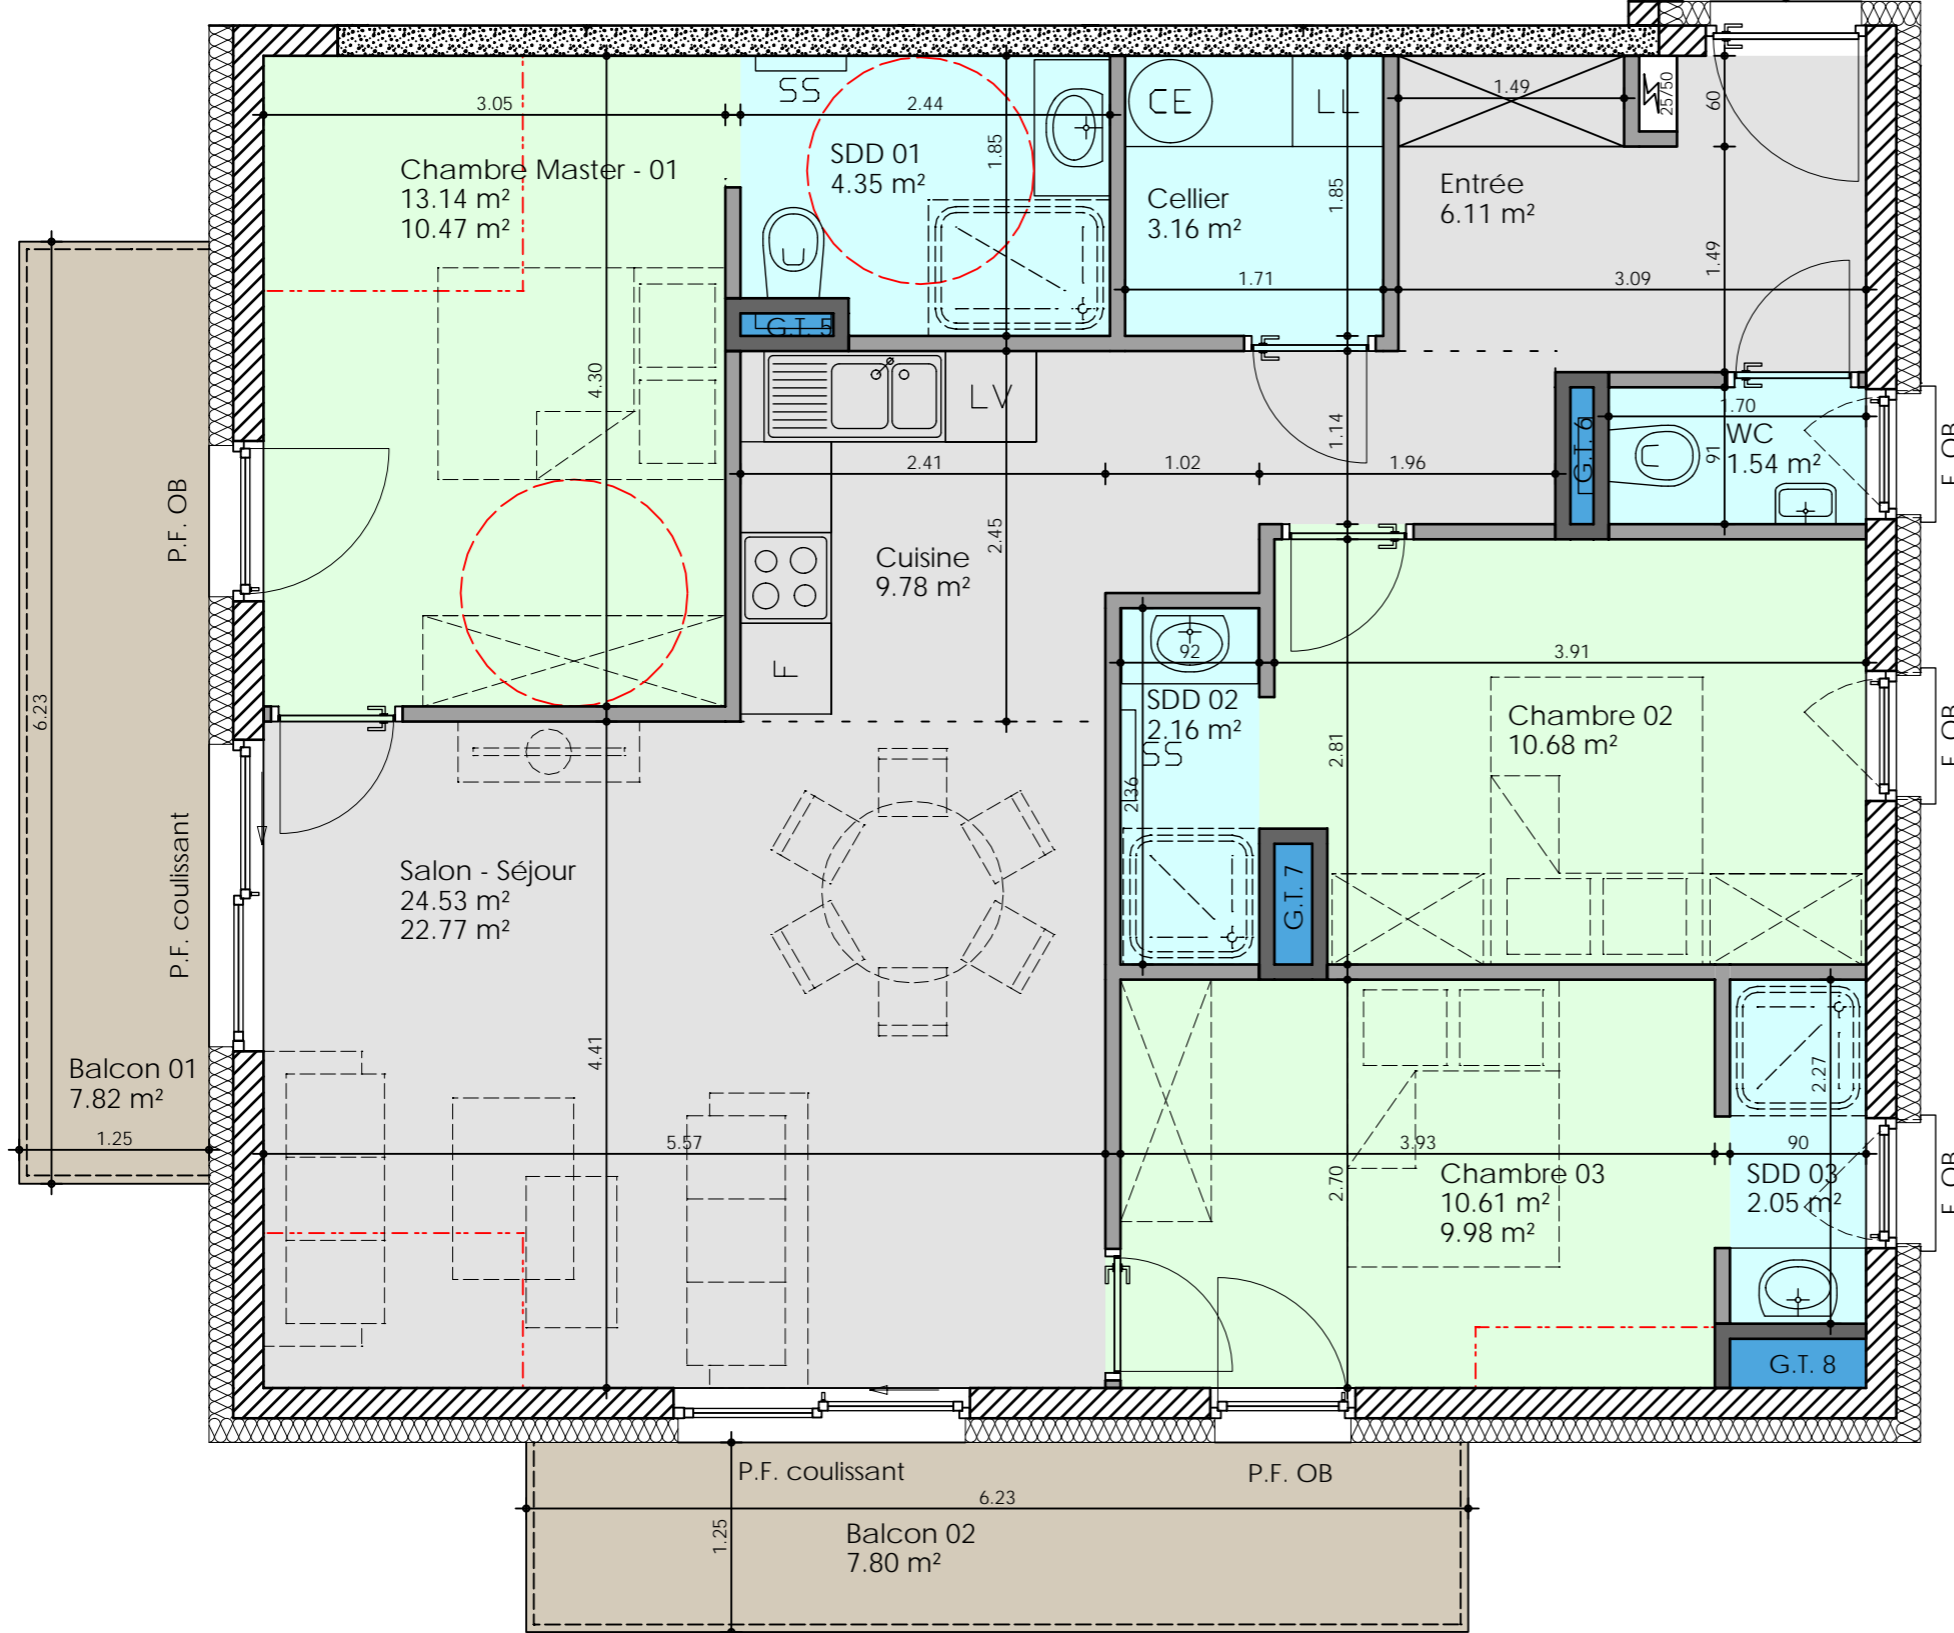 3.05
SS
2.44
CE
LL
1.49
25/50
60
Chambre Master - 01
13.14 m²
10.47 m²
SDD 01
4.35 m²
1.85
Cellier
3.16 m²
1.85
Entrée
6.11 m²
1.49
1.71
3.09
G.T. 5
4.30
LV
1.14
1.70
G.T. 6
WC
1.54 m²
91
F. OB
P.F. OB
2.41
1.02
1.96
2.45
Cuisine
9.78 m²
92
3.91
F
6.23
SDD 02
2.16 m²
SS
2.36
2.81
Chambre 02
10.68 m²
F. OB
P.F. coulissant
Salon - Séjour
24.53 m²
22.77 m²
G.T. 7
4.41
Balcon 01
7.82 m²
2.27
1.25
5.57
3.93
90
2.70
Chambre 03
10.61 m²
9.98 m²
SDD 03
2.05 m²
F. OB
G.T. 8
P.F. coulissant
P.F. OB
6.23
1.25
Balcon 02
7.80 m²